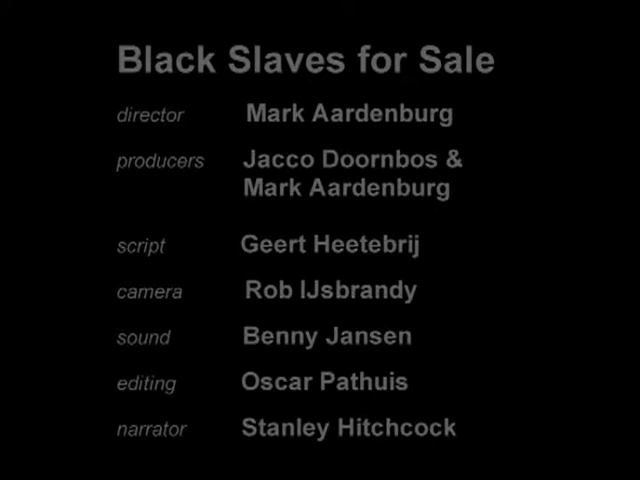 Black Slaves for Sale
director Mark Aardenburg
producers Jacco Doornbos &
Mark Aardenburg
script Geert Heetebrij
camera Rob IJsbrandy
sound Benny Jansen
editing Oscar Pathuis
narrator Stanley Hitchcock